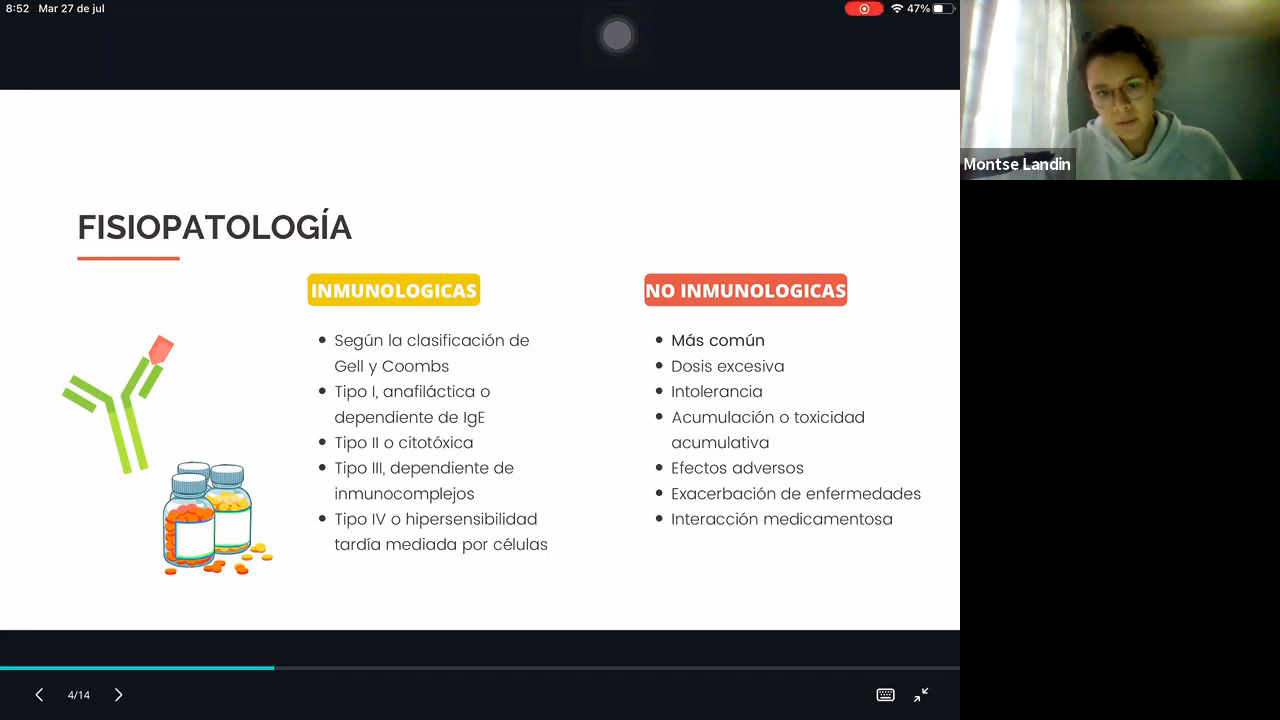 8:52 Mar 27 de jul
47%
Montse Landin
FISIOPATOLOGÍA
INMUNOLOGICAS
Según la clasificación de
Gell y Coombs
Tipo I, anafiláctica o
dependiente de IgE
Tipo II o citotóxica
Tipo III, dependiente de
inmunocomplejos
Tipo IV o hipersensibilidad
tardía mediada por células
NO INMUNOLOGICAS
Más común
Dosis excesiva
Intolerancia
Acumulación o toxicidad
acumulativa
Efectos adversos
Exacerbación de enfermedades
Interacción medicamentosa
4/14